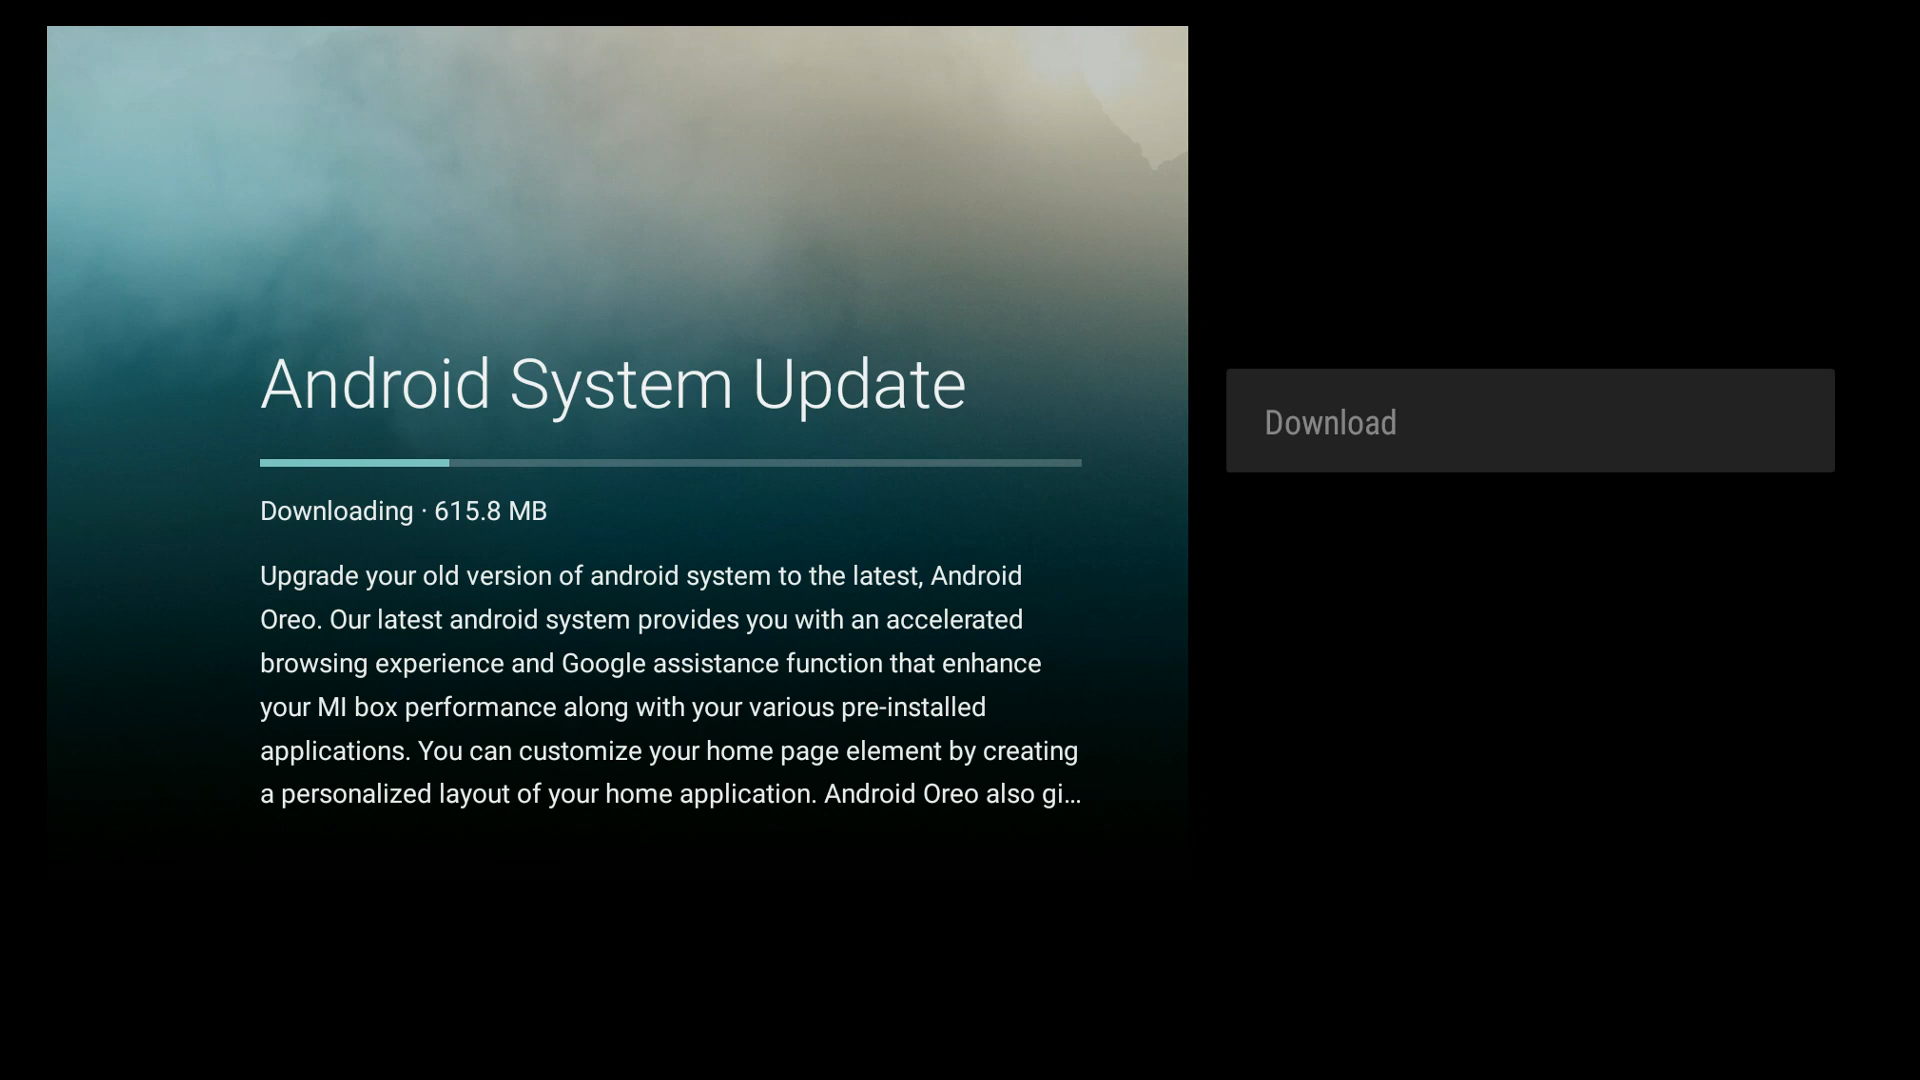 Android System Update
Downloading · 615.8 MB
Upgrade your old version of android system to the latest, Android
Oreo. Our latest android system provides you with an accelerated
browsing experience and Google assistance function that enhance
your MI box performance along with your various pre-installed
applications. You can customize your home page element by creating
a personalized layout of your home application. Android Oreo also gi...
Download